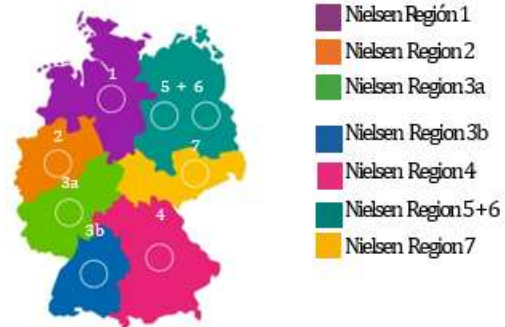 1
5 + 6
2
7
3a
4
3b
Nielsen Región 1
Nielsen Region 2
Nielsen Region 3a
Nielsen Region 3b
Nielsen Region 4
Nielsen Region 5+6
Nielsen Region 7